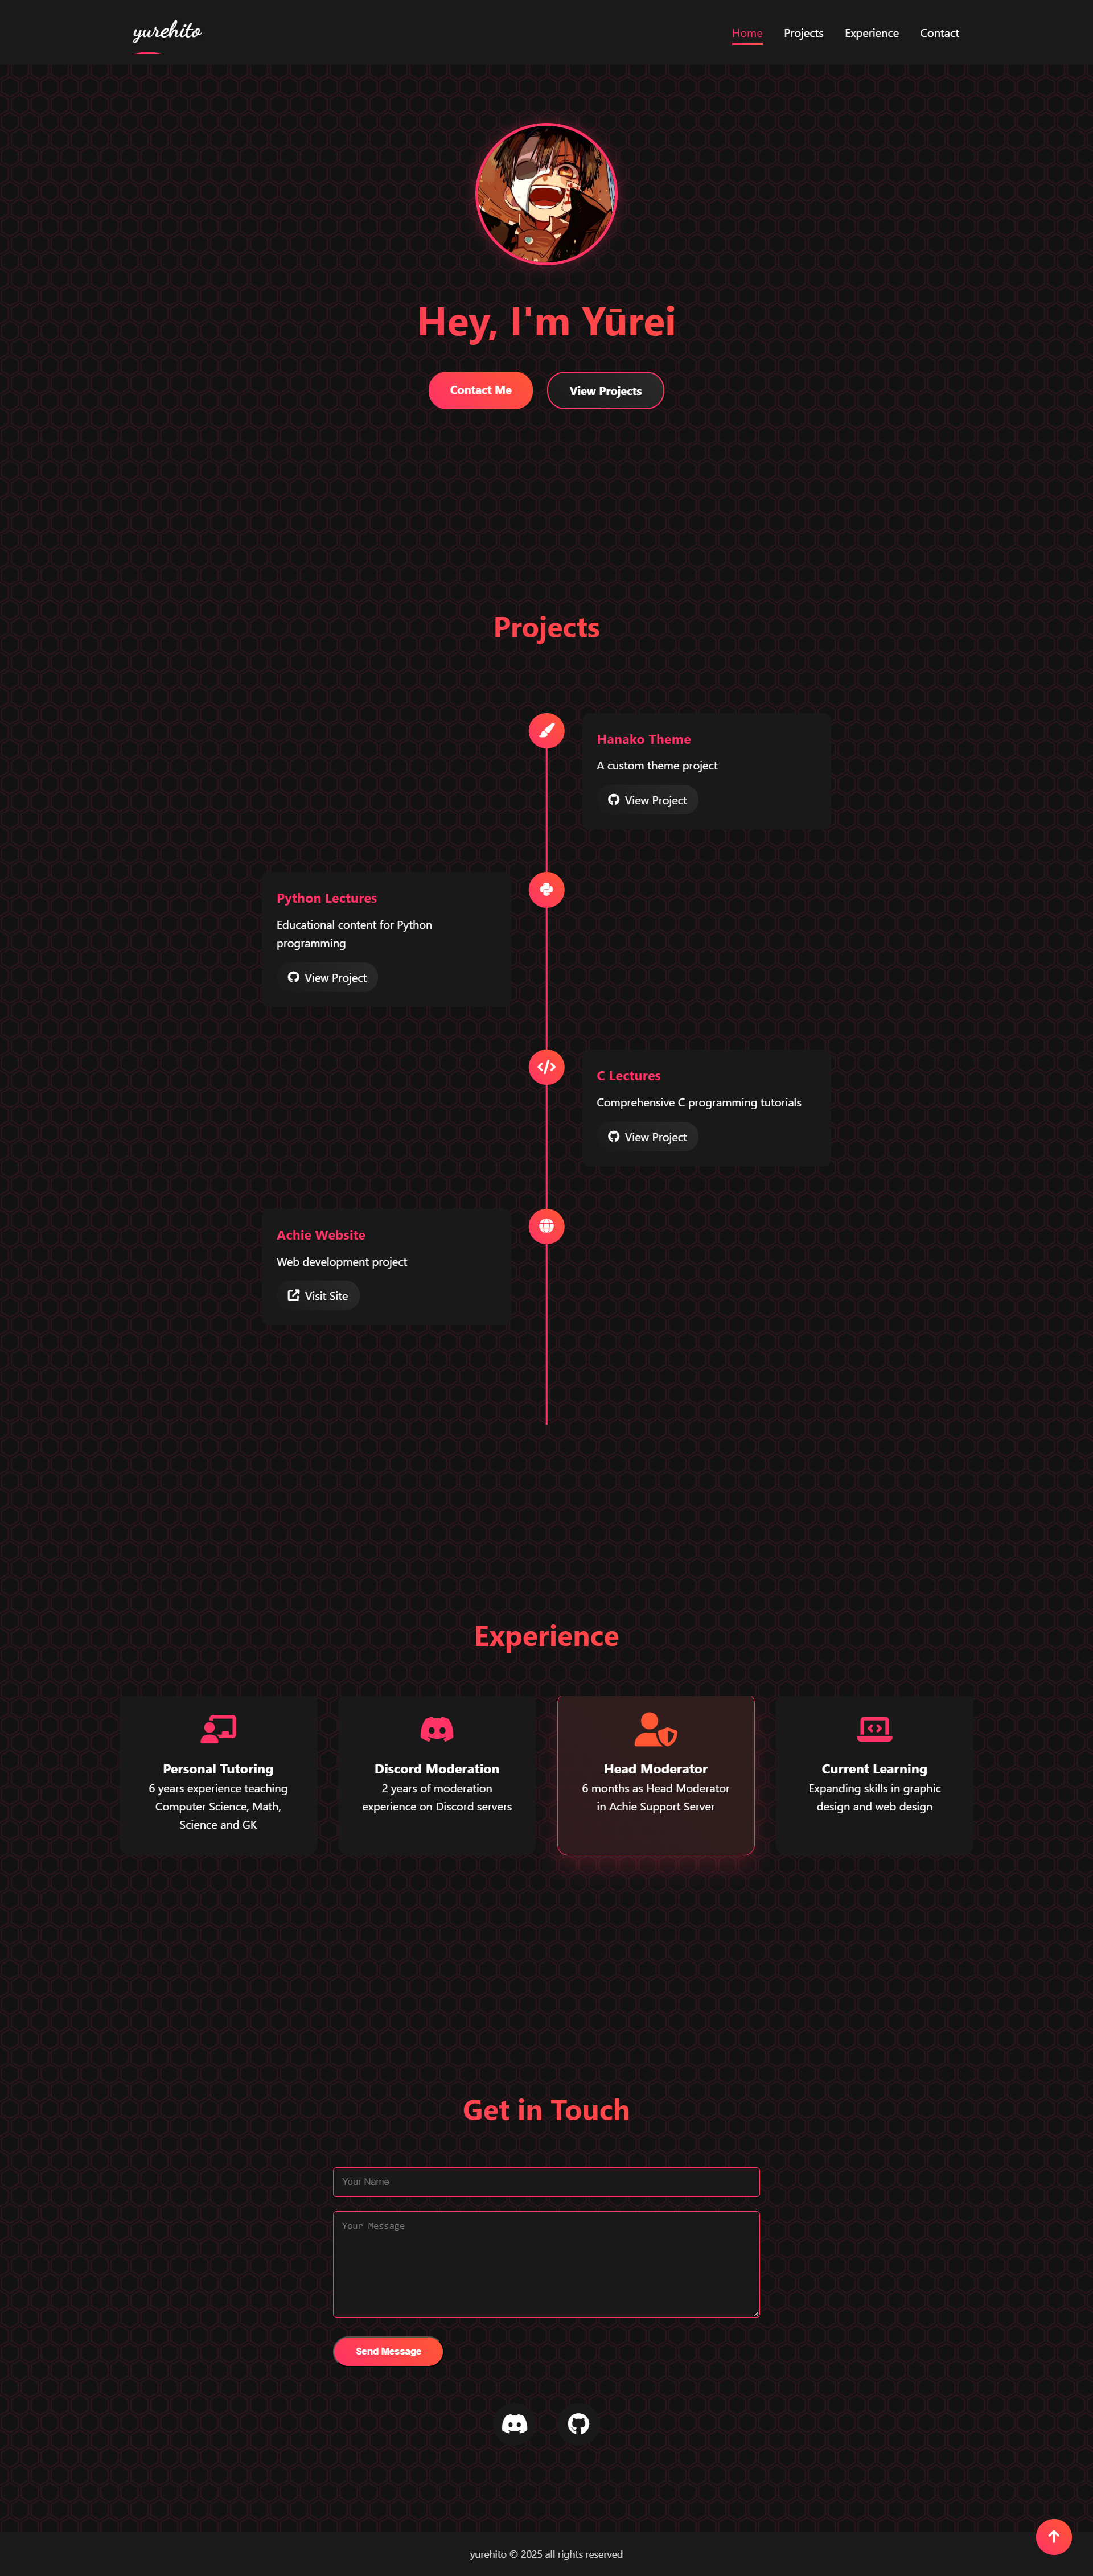 yurehito
Home Projects Experience Contact
Hey, I'm Yūrei
Contact Me
View Projects
Projects
Hanako Theme
A custom theme project
View Project
Python Lectures
Educational content for Python
programming
View Project
C Lectures
Comprehensive C programming tutorials
View Project
Achie Website
Web development project
Visit Site
Experience
Personal Tutoring
6 years experience teaching
Computer Science, Math,
Science and GK
Discord Moderation
2 years of moderation
experience on Discord servers
Head Moderator
6 months as Head Moderator
in Achie Support Server
Current Learning
Expanding skills in graphic
design and web design
Get in Touch
Your Name
Your Message
Send Message
yurehito © 2025 all rights reserved